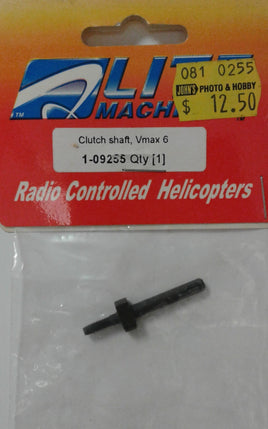 LITE
MACHINES
TM
081 0255
JOHN'S PHOTO & HOBBY
$ 12.50
Clutch shaft, Vmax 6
1-09255 Qty [1]
Radio Controlled Helicopters